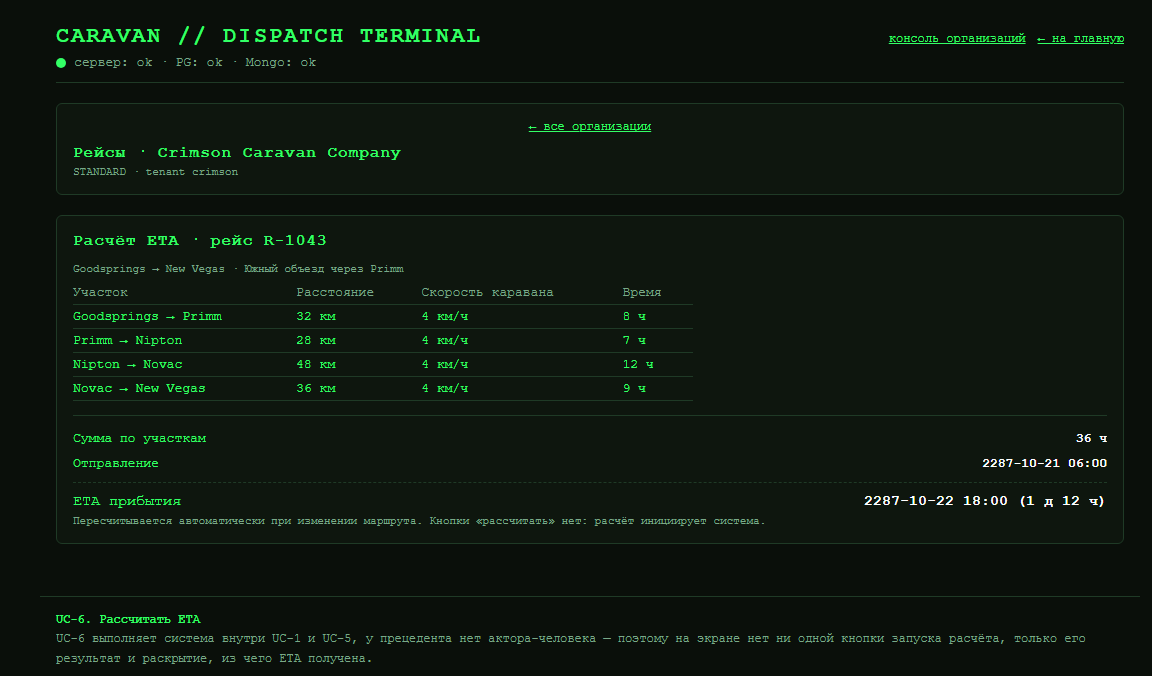 CARAVAN // DISPATCH TERMINAL
консоль организаций ← на главную
сервер: ok · PG: ok · Mongo: ok
← все организации
Рейсы · Crimson Caravan Company
STANDARD · tenant crimson
Расчёт ETA · рейс R-1043
Goodsprings → New Vegas · Южный объезд через Primm
Участок Расстояние Скорость каравана Время
Goodsprings → Primm 32 км 4 км/ч 8 ч
Primm → Nipton 28 км 4 км/ч 7 ч
Nipton → Novac 48 км 4 км/ч 12 ч
Novac → New Vegas 36 км 4 км/ч 9 ч
Сумма по участкам 36 ч
Отправление 2287-10-21 06:00
ETA прибытия 2287-10-22 18:00 (1 д 12 ч)
Пересчитывается автоматически при изменении маршрута. Кнопки «рассчитать» нет: расчёт инициирует система.
UC-6. Рассчитать ETA
UC-6 выполняет система внутри UC-1 и UC-5, у прецедента нет актора-человека — поэтому на экране нет ни одной кнопки запуска расчёта, только его
результат и раскрытие, из чего ETA получена.